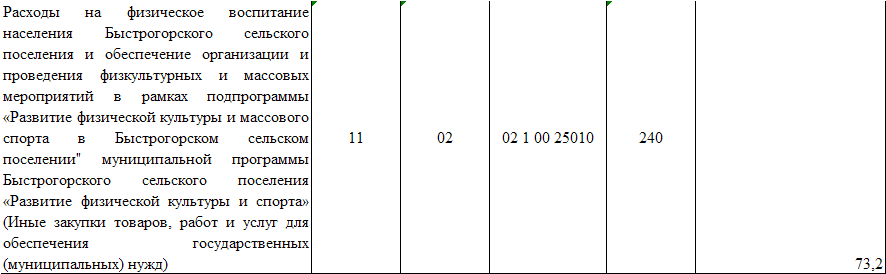 Расходы на физическое воспитание
населения Быстрогорского сельского
поселения и обеспечение организации и
проведения физкультурных и массовых
мероприятий в рамках подпрограммы
«Развитие физической культуры и массового
спорта в Быстрогорском сельском
поселении" муниципальной программы
Быстрогорского сельского поселения
«Развитие физической культуры и спорта»
(Иные закупки товаров, работ и услуг для
обеспечения государственных
(муниципальных) нужд)
11 02 02 1 00 25010 240
73,2